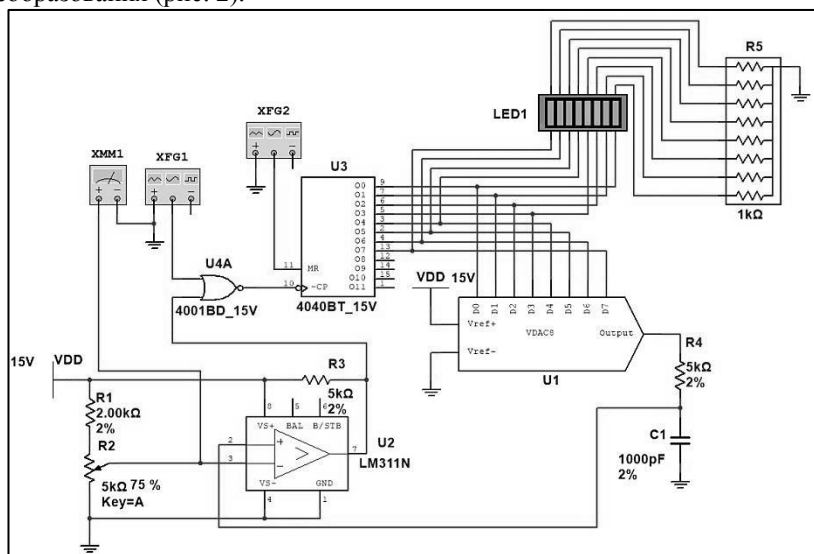 R5
LED1
XFG2
XMM1
XFG1
U3
O0 9
O1 7
O2 6
O3 5
O4 3
O5 2
O6 4
O7 13
O8 12
O9 14
O10 15
O11 1
11 MR
10 -CP
4040BT_15V
1kΩ
U4A
4001BD_15V
VDD 15V
D0 D1 D2 D3 D4 D5 D6 D7
Vref+
Vref-
VDAC8
Output
U1
R4
5kΩ
2%
15V
VDD
R3
5kΩ
2%
R1
2.00kΩ
2%
R2
5kΩ 75 %
Key=A
8 5 6
VS+ BAL B/STB
2
3
7
VS- GND
4 1
U2
LM311N
C1
1000pF
2%